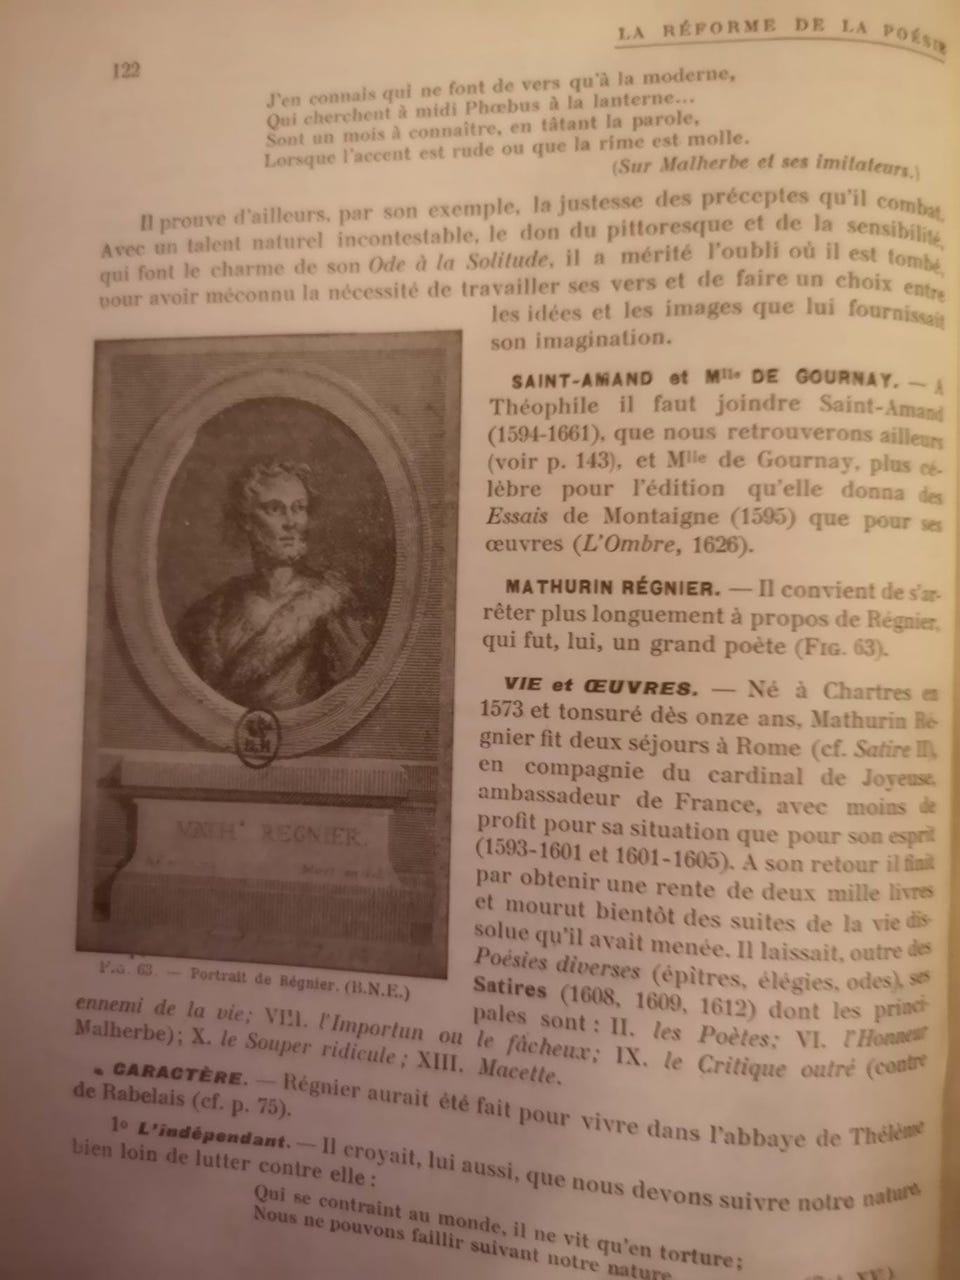 LA RÉFORME DE LA POÉSIE
122
J'en connais qui ne font de vers qu'à la moderne,
Qui cherchent à midi Phœbus à la lanterne...
Sont un mois à connaître, en tâtant la parole,
Lorsque l'accent est rude ou que la rime est molle.
(Sur Malherbe et ses imitateurs.)
Il prouve d'ailleurs, par son exemple, la justesse des préceptes qu'il combat.
Avec un talent naturel incontestable, le don du pittoresque et de la sensibilité,
qui font le charme de son Ode à la Solitude, il a mérité l'oubli où il est tombé,
pour avoir méconnu la nécessité de travailler ses vers et de faire un choix entre
les idées et les images que lui fournissait
son imagination.
SAINT-AMAND et Mlle DE GOURNAY. — A
Théophile il faut joindre Saint-Amand
(1594-1661), que nous retrouverons ailleurs
(voir p. 143), et Mlle de Gournay, plus cé-
lèbre pour l'édition qu'elle donna des
Essais de Montaigne (1595) que pour ses
œuvres (L'Ombre, 1626).
MATHURIN RÉGNIER. — Il convient de s'ar-
rêter plus longuement à propos de Régnier,
qui fut, lui, un grand poète (FIG. 63).
VIE et ŒUVRES. — Né à Chartres en
1573 et tonsuré dès onze ans, Mathurin Ré-
gnier fit deux séjours à Rome (cf. Satire II),
en compagnie du cardinal de Joyeuse,
ambassadeur de France, avec moins de
profit pour sa situation que pour son esprit
(1593-1601 et 1601-1605). A son retour il finit
par obtenir une rente de deux mille livres
et mourut bientôt des suites de la vie dis-
solue qu'il avait menée. Il laissait, outre des
Poésies diverses (épîtres, élégies, odes), ses
Satires (1608, 1609, 1612) dont les princi-
pales sont : II. les Poètes; VI. l'Honneur
B.N
MATH. REGNIER.
FIG. 63. — Portrait de Régnier. (B.N.E.)
ennemi de la vie; VIII. l'Importun ou le fâcheux; IX. le Critique outré (contre
Malherbe); X. le Souper ridicule; XIII. Macette.
CARACTÈRE. — Régnier aurait été fait pour vivre dans l'abbaye de Thélème
de Rabelais (cf. p. 75).
1º L'indépendant. — Il croyait, lui aussi, que nous devons suivre notre nature,
bien loin de lutter contre elle :
Qui se contraint au monde, il ne vit qu'en torture;
Nous ne pouvons faillir suivant notre nature.
XV.)